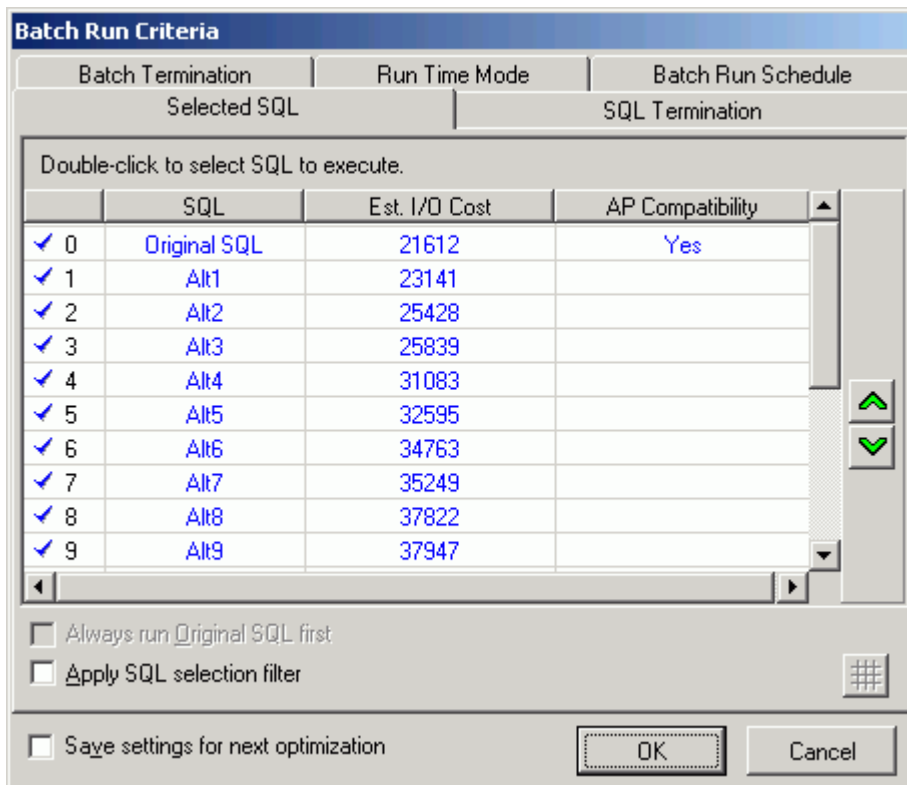 Batch Run Criteria
Batch Termination Run Time Mode Batch Run Schedule
Selected SQL SQL Termination
Double-click to select SQL to execute.
SQL Est. I/O Cost AP Compatibility
0 Original SQL 21612 Yes
1 Alt1 23141
2 Alt2 25428
3 Alt3 25839
4 Alt4 31083
5 Alt5 32595
6 Alt6 34763
7 Alt7 35249
8 Alt8 37822
9 Alt9 37947
Always run Original SQL first
Apply SQL selection filter
Save settings for next optimization OK Cancel